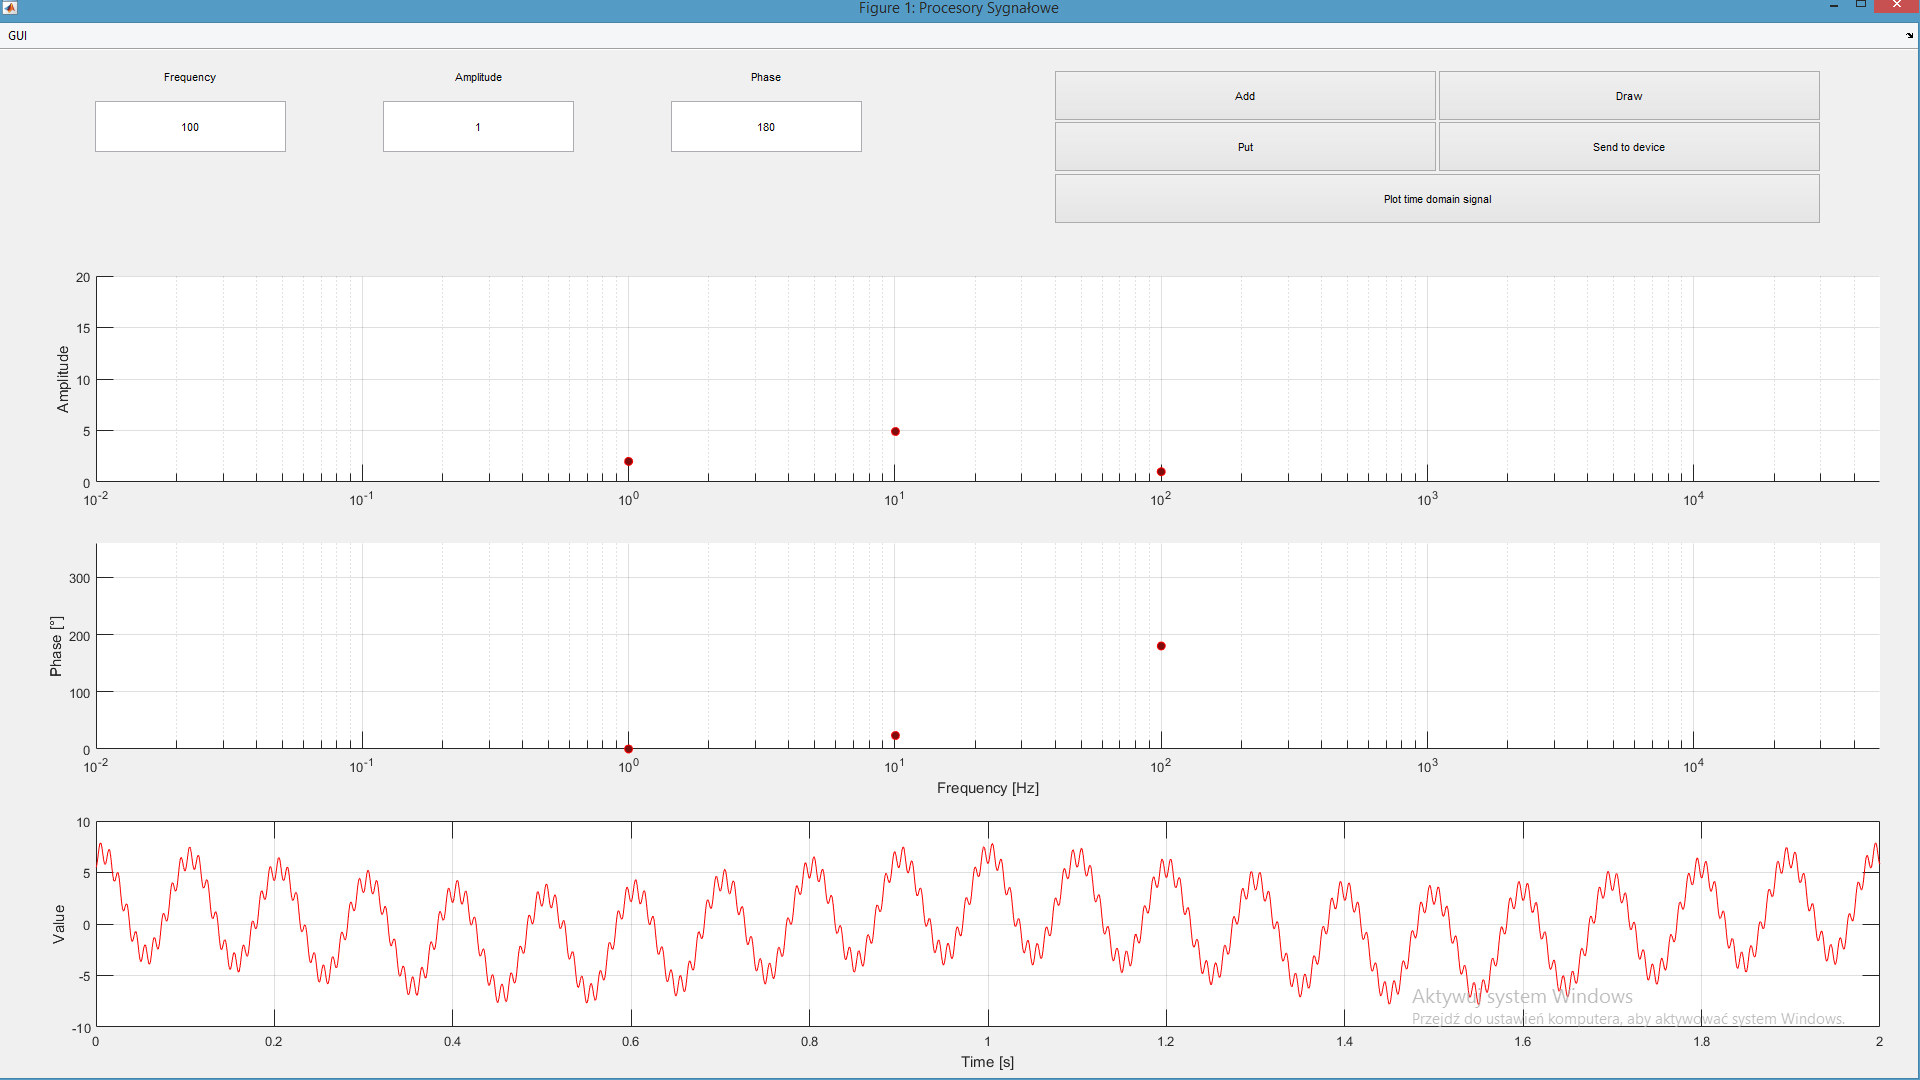 Figure 1: Procesory Sygnałowe
GUI
Frequency Amplitude Phase
100 1 180
Add Draw
Put Send to device
Plot time domain signal
Amplitude
20
15
10
5
0
10^-2 10^-1 10^0 10^1 10^2 10^3 10^4
Phase [°]
300
200
100
0
10^-2 10^-1 10^0 10^1 10^2 10^3 10^4
Frequency [Hz]
Value
10
5
0
-5
-10
0 0.2 0.4 0.6 0.8 1 1.2 1.4 1.6 1.8 2
Time [s]
Aktywuj system Windows
Przejdź do ustawień komputera, aby aktywować system Windows.